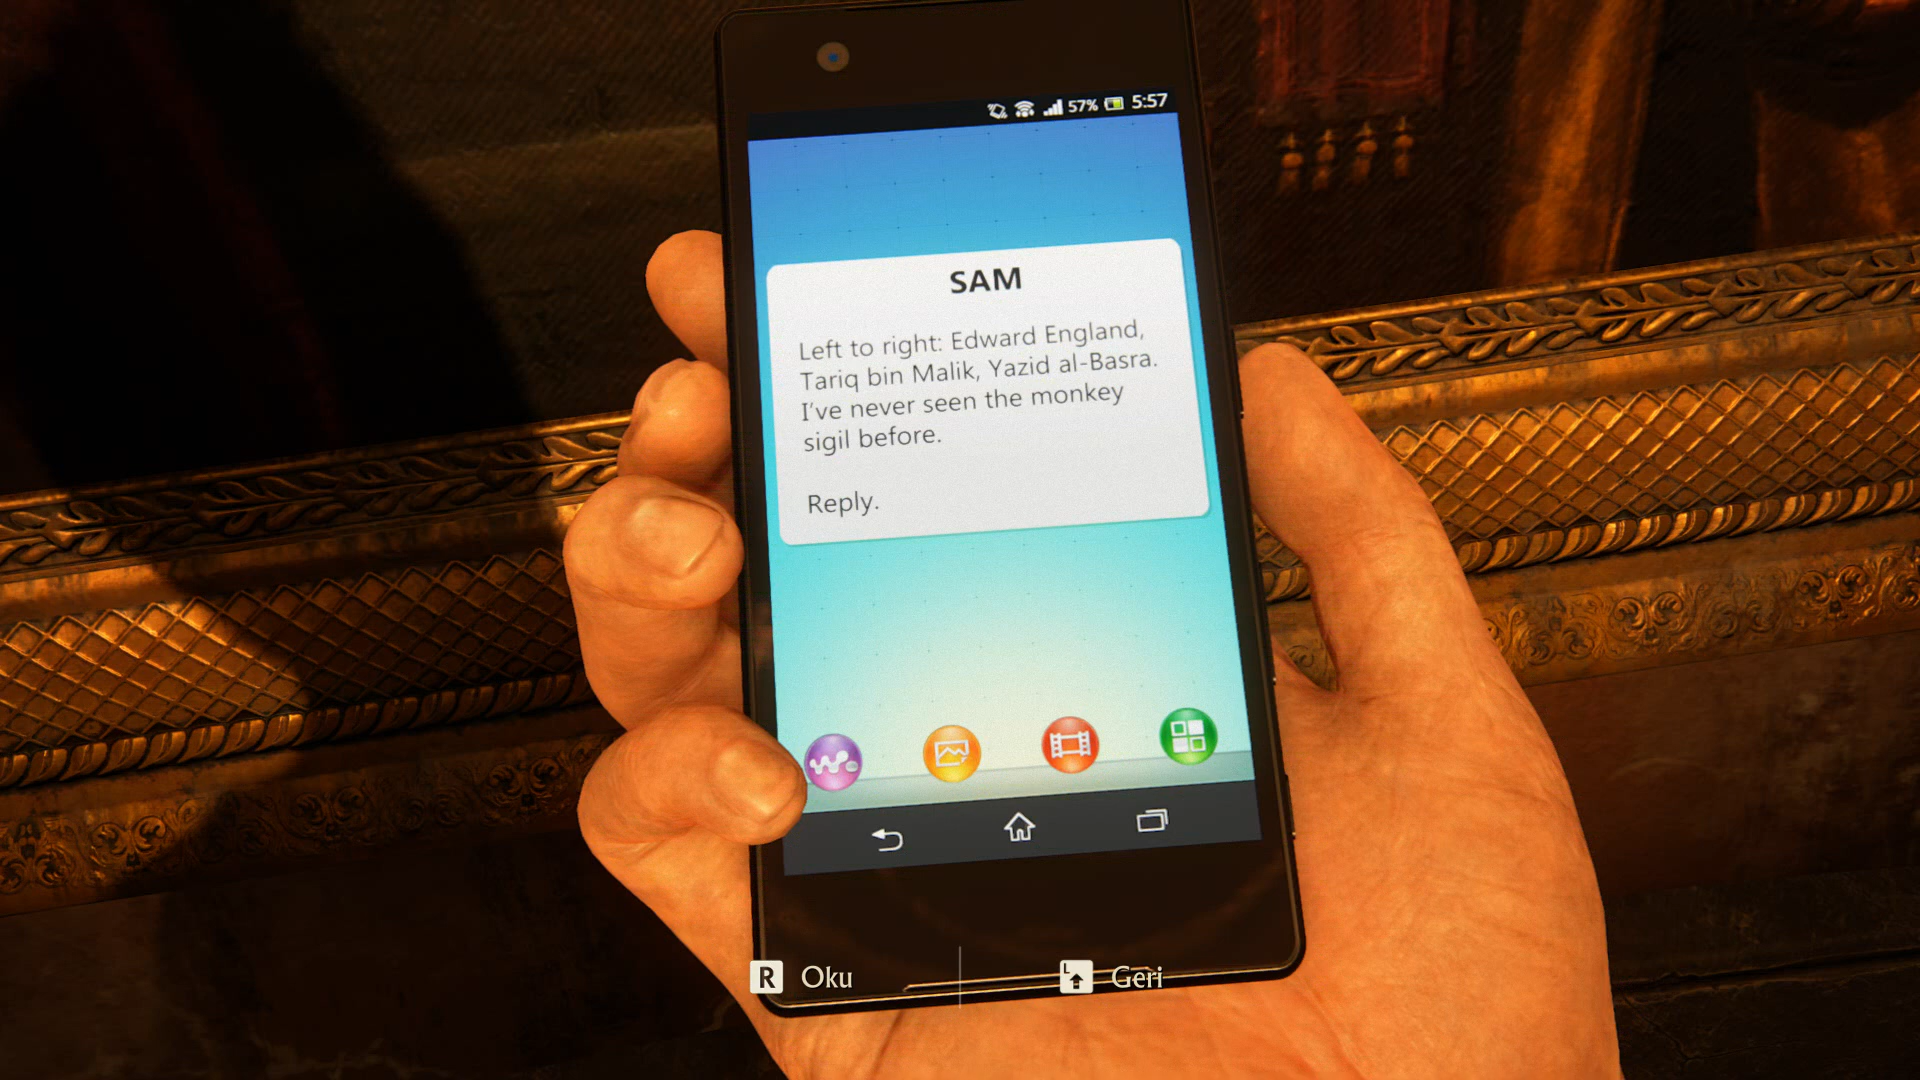 57% 5:57
SAM
Left to right: Edward England,
Tariq bin Malik, Yazid al-Basra.
I've never seen the monkey
sigil before.
Reply.
R Oku
L Geri